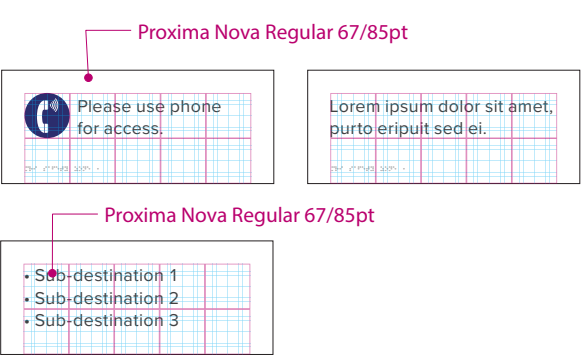 Proxima Nova Regular 67/85pt
Please use phone
for access.
Lorem ipsum dolor sit amet,
purto eripuit sed ei.
Proxima Nova Regular 67/85pt
• Sub-destination 1
• Sub-destination 2
• Sub-destination 3